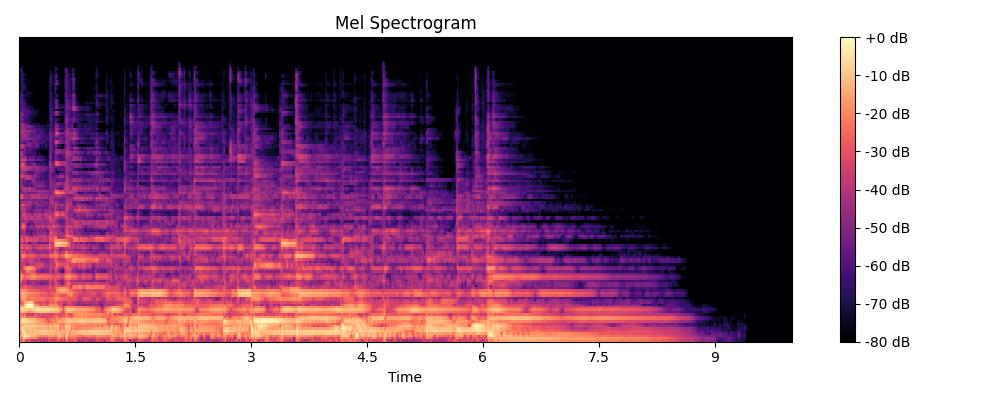 Mel Spectrogram
+0 dB
-10 dB
-20 dB
-30 dB
-40 dB
-50 dB
-60 dB
-70 dB
-80 dB
0 1.5 3 4.5 6 7.5 9
Time